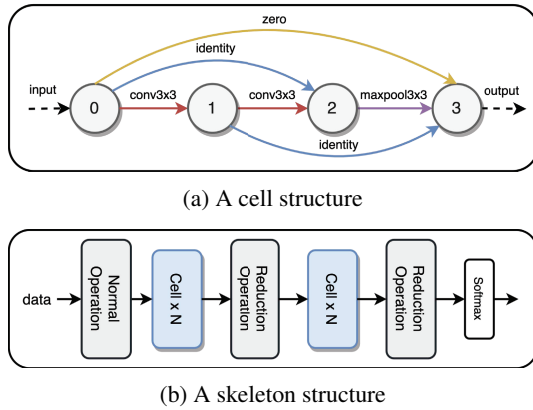 zero
identity
input
conv3x3
conv3x3
maxpool3x3
output
0
1
2
3
identity
(a) A cell structure
data
Normal
Operation
Cell x N
Reduction
Operation
Cell x N
Reduction
Operation
Softmax
(b) A skeleton structure